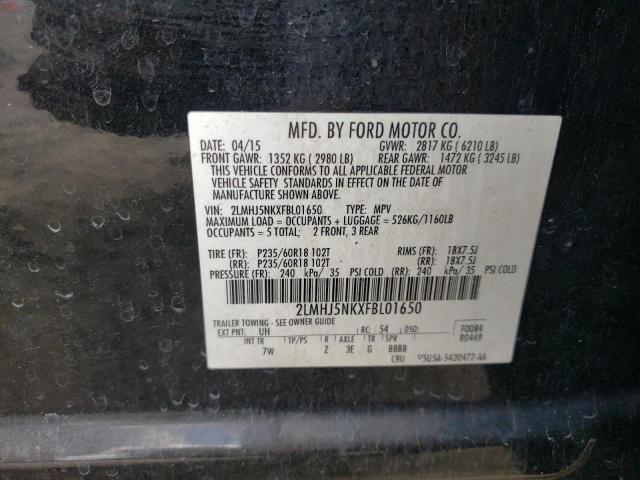 MFD. BY FORD MOTOR CO.
DATE: 04/15 GVWR: 2817 KG ( 6210 LB)
FRONT GAWR: 1352 KG ( 2980 LB) REAR GAWR: 1472 KG ( 3245LB)
THIS VEHICLE CONFORMS TO ALL APPLICABLE FEDERAL MOTOR
VEHICLE SAFETY STANDARDS IN EFFECT ON THE DATE OF
MANUFACTURE SHOWN ABOVE.
VIN: 2LMHJ5NKXFBL01650 TYPE: MPV
MAXIMUM LOAD = OCCUPANTS + LUGGAGE = 526KG/1160LB
OCCUPANTS = 5 TOTAL: 2 FRONT, 3 REAR
TIRE (FR): P235/60R18 102T RIMS (FR): 18X7.5J
(RR): P235/60R18 102T (RR): 18X7.5J
PRESSURE (FR): 240 kPa/ 35 PSI COLD (RR): 240 kPa/ 35 PSI COLD
2LMHJ5NKXFBL01650
TRAILER TOWING - SEE OWNER GUIDE
EXT PNT: UH RC: 54 DSO: F0084
INT TR TP/PS R AXLE TR SPR R0449
7W Z 3E G BBBB
CBU 5U5A-5420472-AA